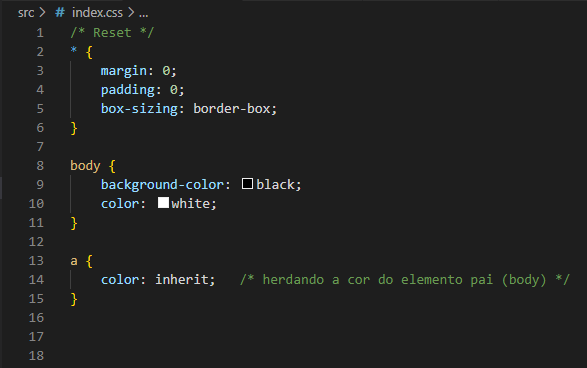 src > # index.css > ...
1 /* Reset */
2 * {
3 margin: 0;
4 padding: 0;
5 box-sizing: border-box;
6 }
7
8 body {
9 background-color: black;
10 color: white;
11 }
12
13 a {
14 color: inherit; /* herdando a cor do elemento pai (body) */
15 }
16
17
18